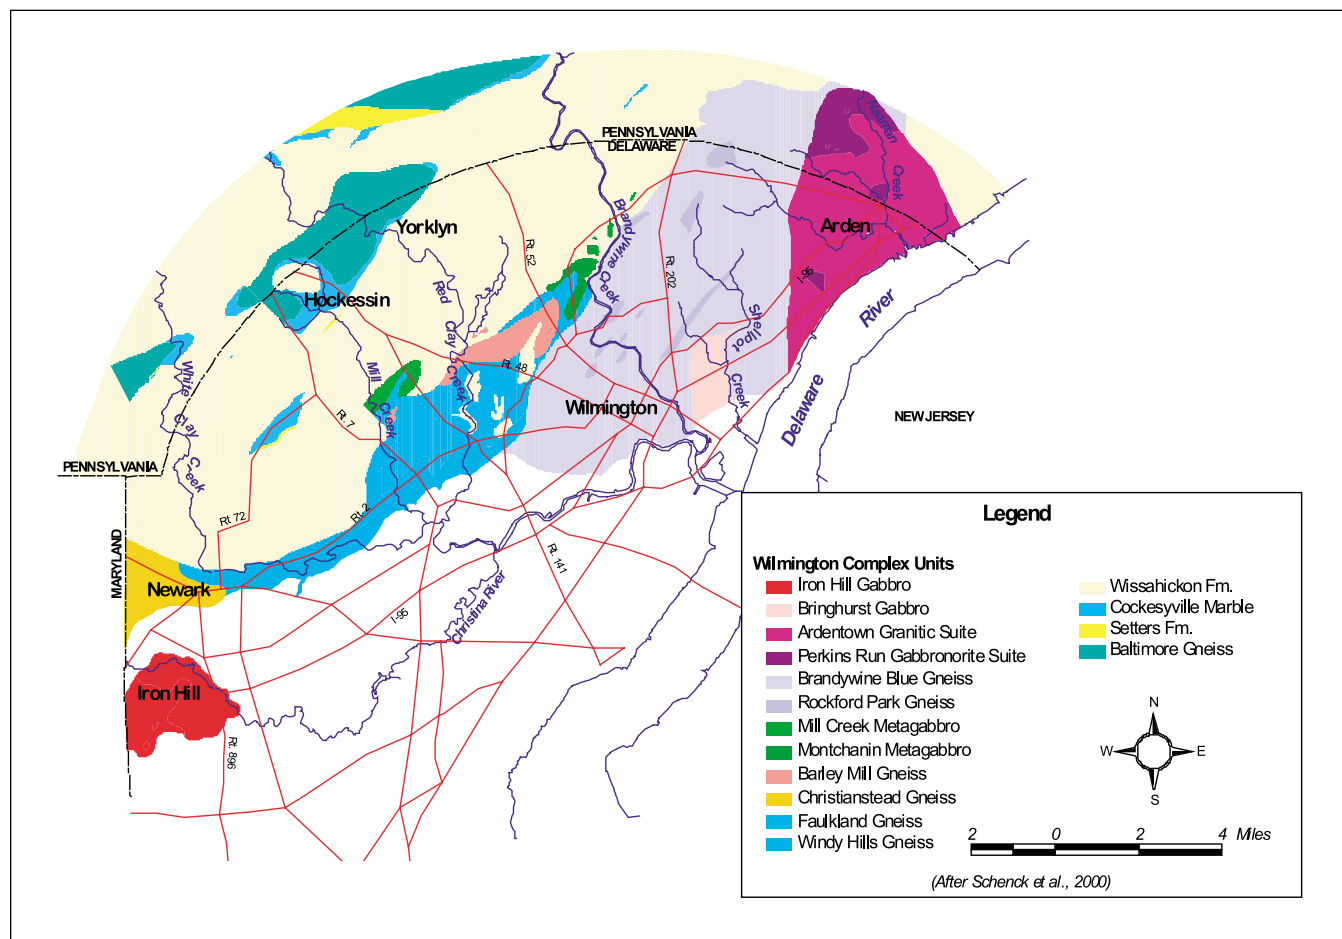 PENNSYLVANIA
DELAWARE
Naaman
Creek
Yorklyn
Arden
Brandywine Creek
Rt. 52
Rt. 202
I-95
Hockessin
Red
Clay
Creek
Shellpot
Creek
River
Delaware
White
Clay
Creek
Mill
Creek
Rt. 48
Wilmington
NEW JERSEY
Rt. 7
PENNSYLVANIA
Rt. 72
Rt. 2
MARYLAND
Newark
Rt. 141
I-95
Christina River
Iron Hill
Rt. 896
Legend
Wilmington Complex Units
Iron Hill Gabbro
Bringhurst Gabbro
Ardentown Granitic Suite
Perkins Run Gabbronorite Suite
Brandywine Blue Gneiss
Rockford Park Gneiss
Mill Creek Metagabbro
Montchanin Metagabbro
Barley Mill Gneiss
Christianstead Gneiss
Faulkland Gneiss
Windy Hills Gneiss
Wissahickon Fm.
Cockesyville Marble
Setters Fm.
Baltimore Gneiss
N
W E
S
2 0 2 4 Miles
(After Schenck et al., 2000)